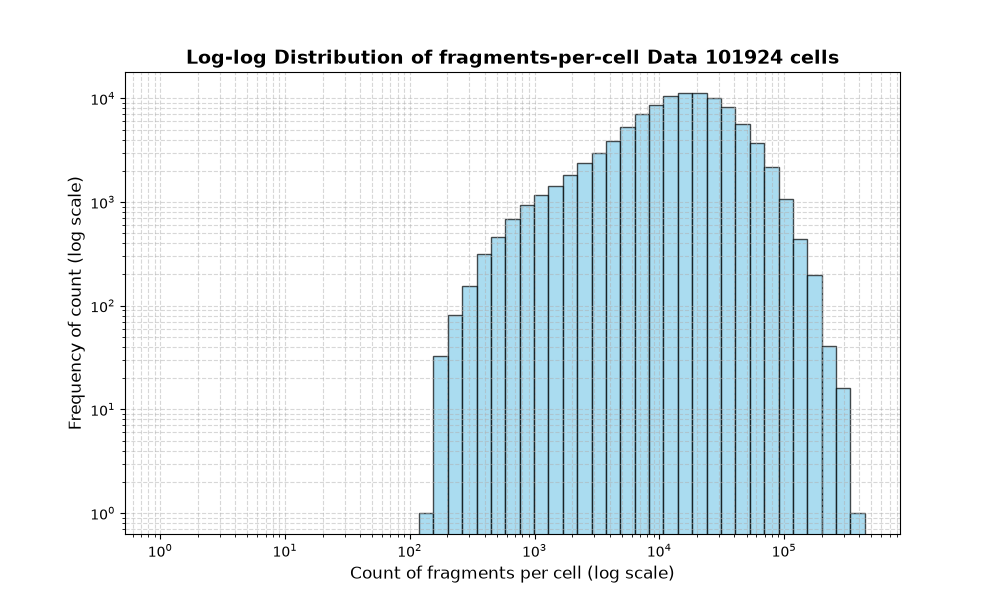 Log-log Distribution of fragments-per-cell Data 101924 cells
Frequency of count (log scale)
10⁴
10³
10²
10¹
10⁰
10⁰ 10¹ 10² 10³ 10⁴ 10⁵
Count of fragments per cell (log scale)